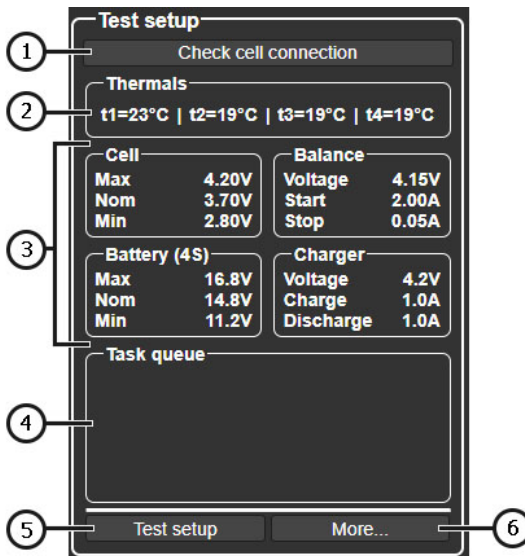 Test setup
1
Check cell connection
Thermals
2
t1=23°C | t2=19°C | t3=19°C | t4=19°C
3
Cell
Max 4.20V
Nom 3.70V
Min 2.80V
Balance
Voltage 4.15V
Start 2.00A
Stop 0.05A
Battery (4S)
Max 16.8V
Nom 14.8V
Min 11.2V
Charger
Voltage 4.2V
Charge 1.0A
Discharge 1.0A
Task queue
4
5
Test setup
More...
6